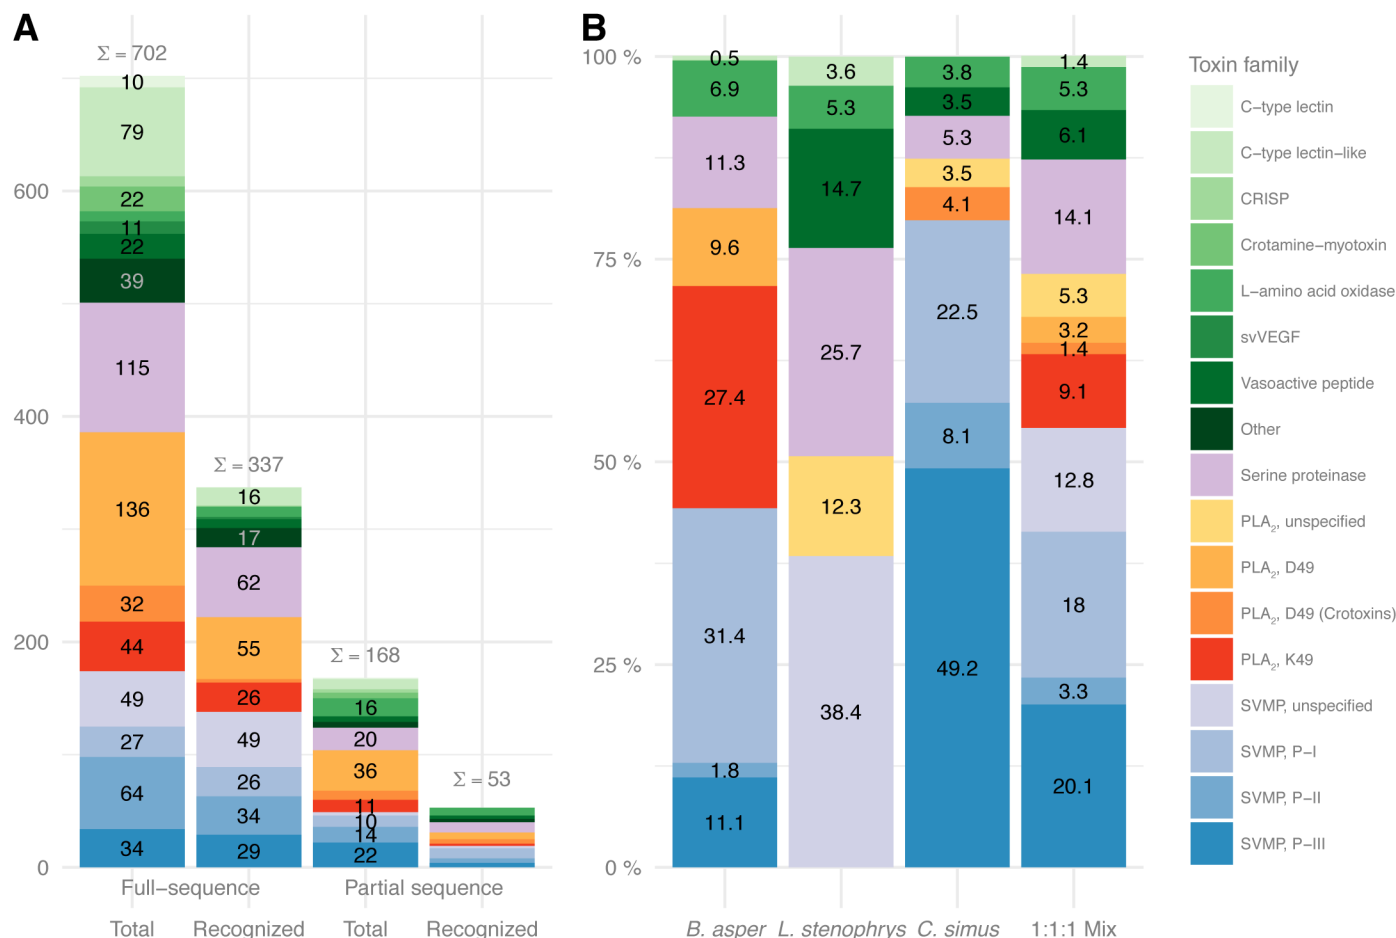 A
Σ = 702
10
79
22
11
22
39
115
136
32
44
49
27
64
34
Σ = 337
16
17
62
55
26
49
26
34
29
Σ = 168
16
20
36
11
10
14
22
Σ = 53
600
400
200
0
Full−sequence
Partial sequence
Total
Recognized
Total
Recognized
B
100 %
75 %
50 %
25 %
0 %
0.5
6.9
11.3
9.6
27.4
31.4
1.8
11.1
3.6
5.3
14.7
25.7
12.3
38.4
3.8
3.5
5.3
3.5
4.1
22.5
8.1
49.2
1.4
5.3
6.1
14.1
5.3
3.2
1.4
9.1
12.8
18
3.3
20.1
B. asper
L. stenophrys
C. simus
1:1:1 Mix
Toxin family
C−type lectin
C−type lectin−like
CRISP
Crotamine−myotoxin
L−amino acid oxidase
svVEGF
Vasoactive peptide
Other
Serine proteinase
PLA₂, unspecified
PLA₂, D49
PLA₂, D49 (Crotoxins)
PLA₂, K49
SVMP, unspecified
SVMP, P−I
SVMP, P−II
SVMP, P−III